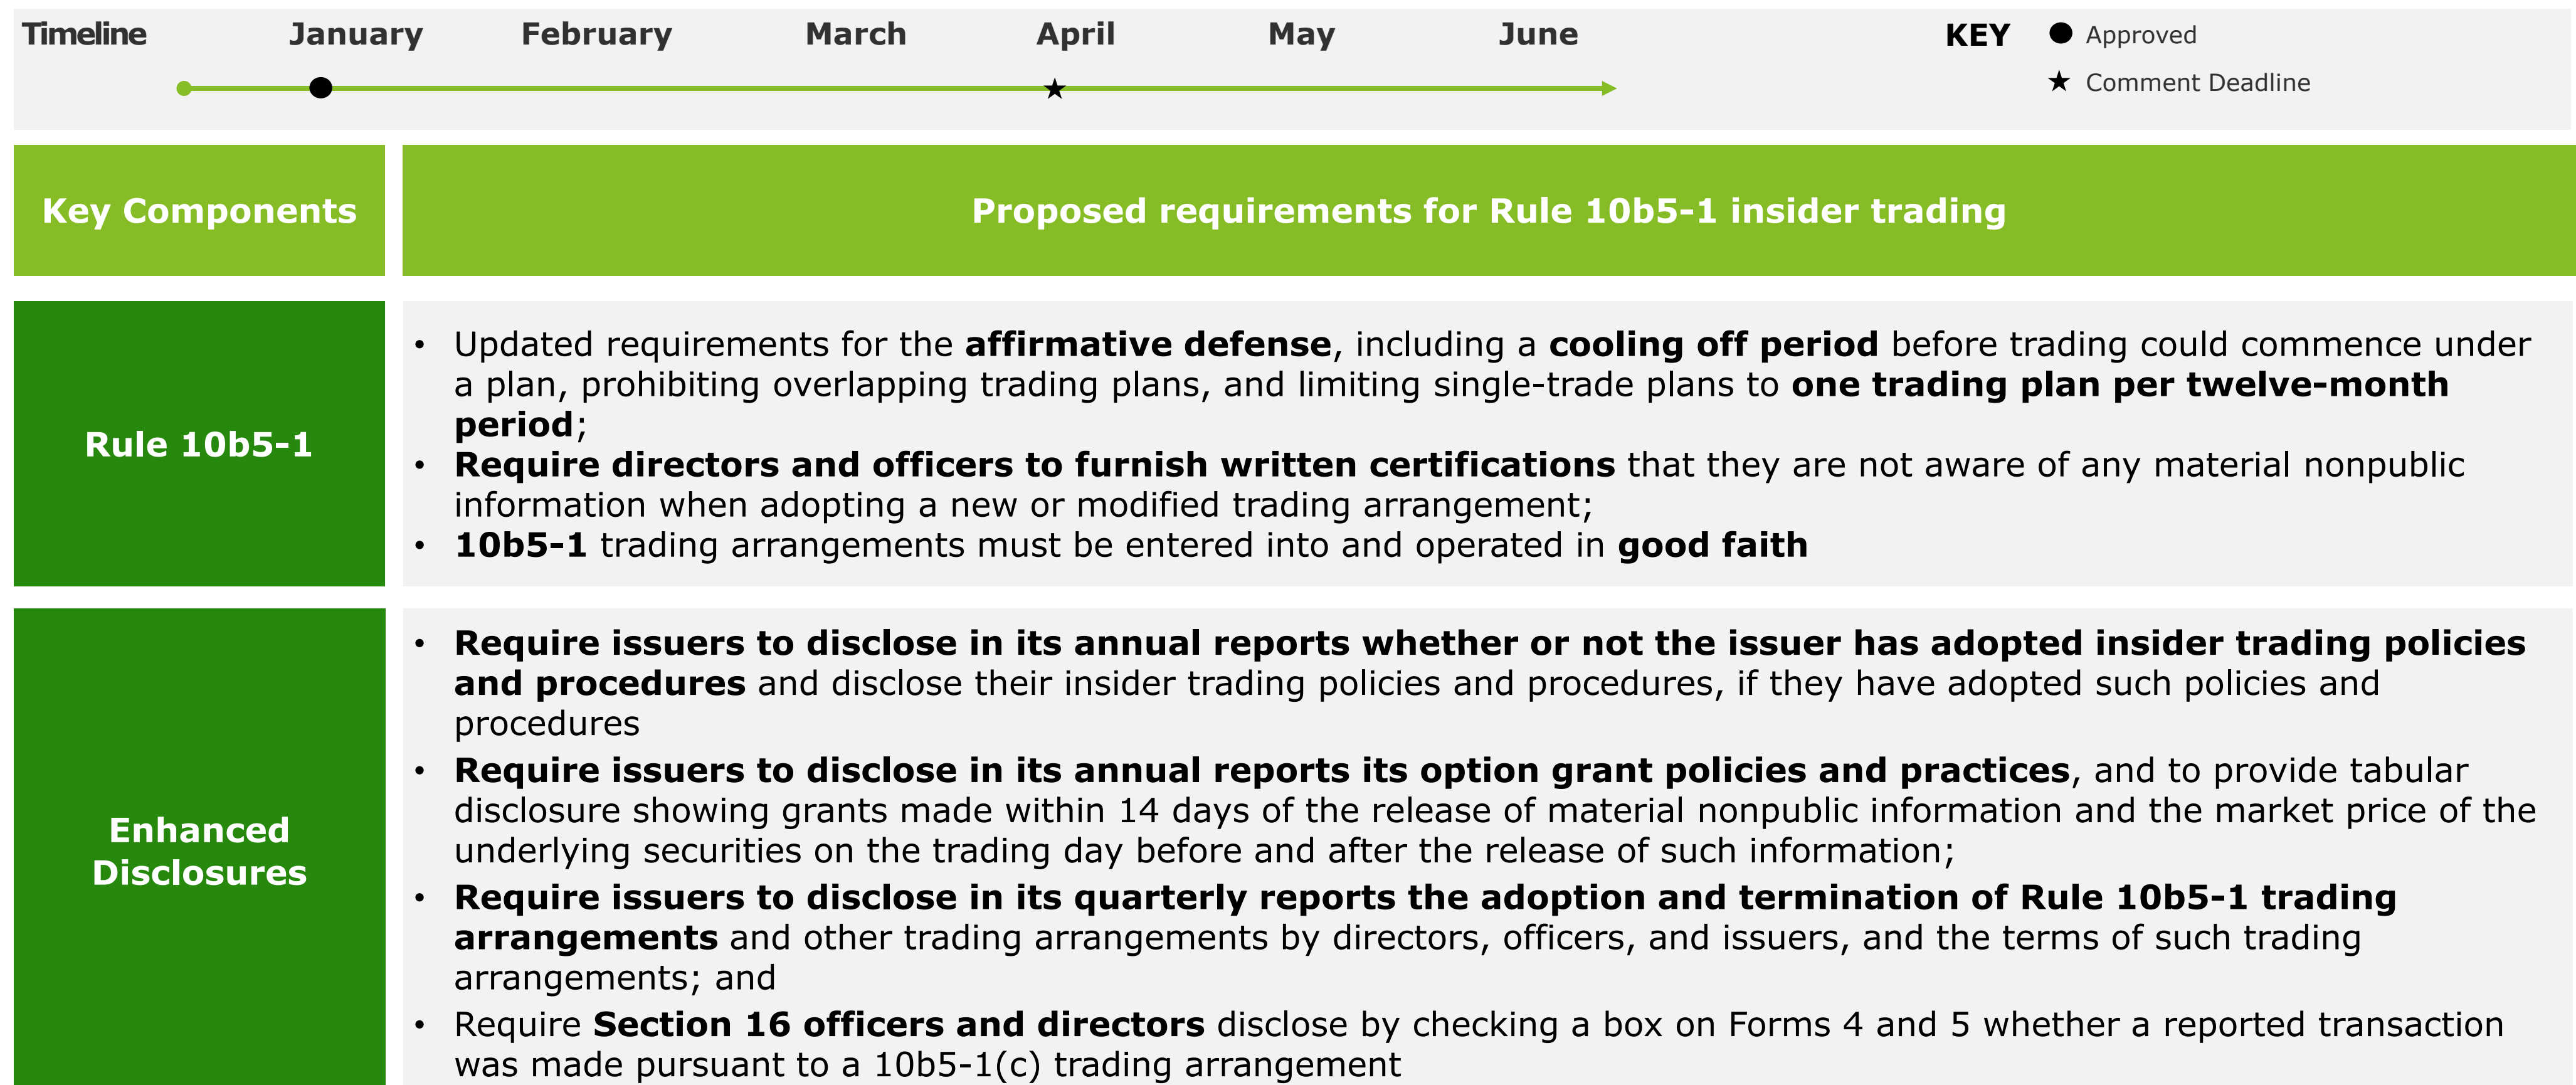 Timeline January February March April May June KEY ● Approved
★ Comment Deadline
Key Components
Proposed requirements for Rule 10b5-1 insider trading
Rule 10b5-1
• Updated requirements for the affirmative defense, including a cooling off period before trading could commence under
a plan, prohibiting overlapping trading plans, and limiting single-trade plans to one trading plan per twelve-month
period;
• Require directors and officers to furnish written certifications that they are not aware of any material nonpublic
information when adopting a new or modified trading arrangement;
• 10b5-1 trading arrangements must be entered into and operated in good faith
Enhanced
Disclosures
• Require issuers to disclose in its annual reports whether or not the issuer has adopted insider trading policies
and procedures and disclose their insider trading policies and procedures, if they have adopted such policies and
procedures
• Require issuers to disclose in its annual reports its option grant policies and practices, and to provide tabular
disclosure showing grants made within 14 days of the release of material nonpublic information and the market price of the
underlying securities on the trading day before and after the release of such information;
• Require issuers to disclose in its quarterly reports the adoption and termination of Rule 10b5-1 trading
arrangements and other trading arrangements by directors, officers, and issuers, and the terms of such trading
arrangements; and
• Require Section 16 officers and directors disclose by checking a box on Forms 4 and 5 whether a reported transaction
was made pursuant to a 10b5-1(c) trading arrangement